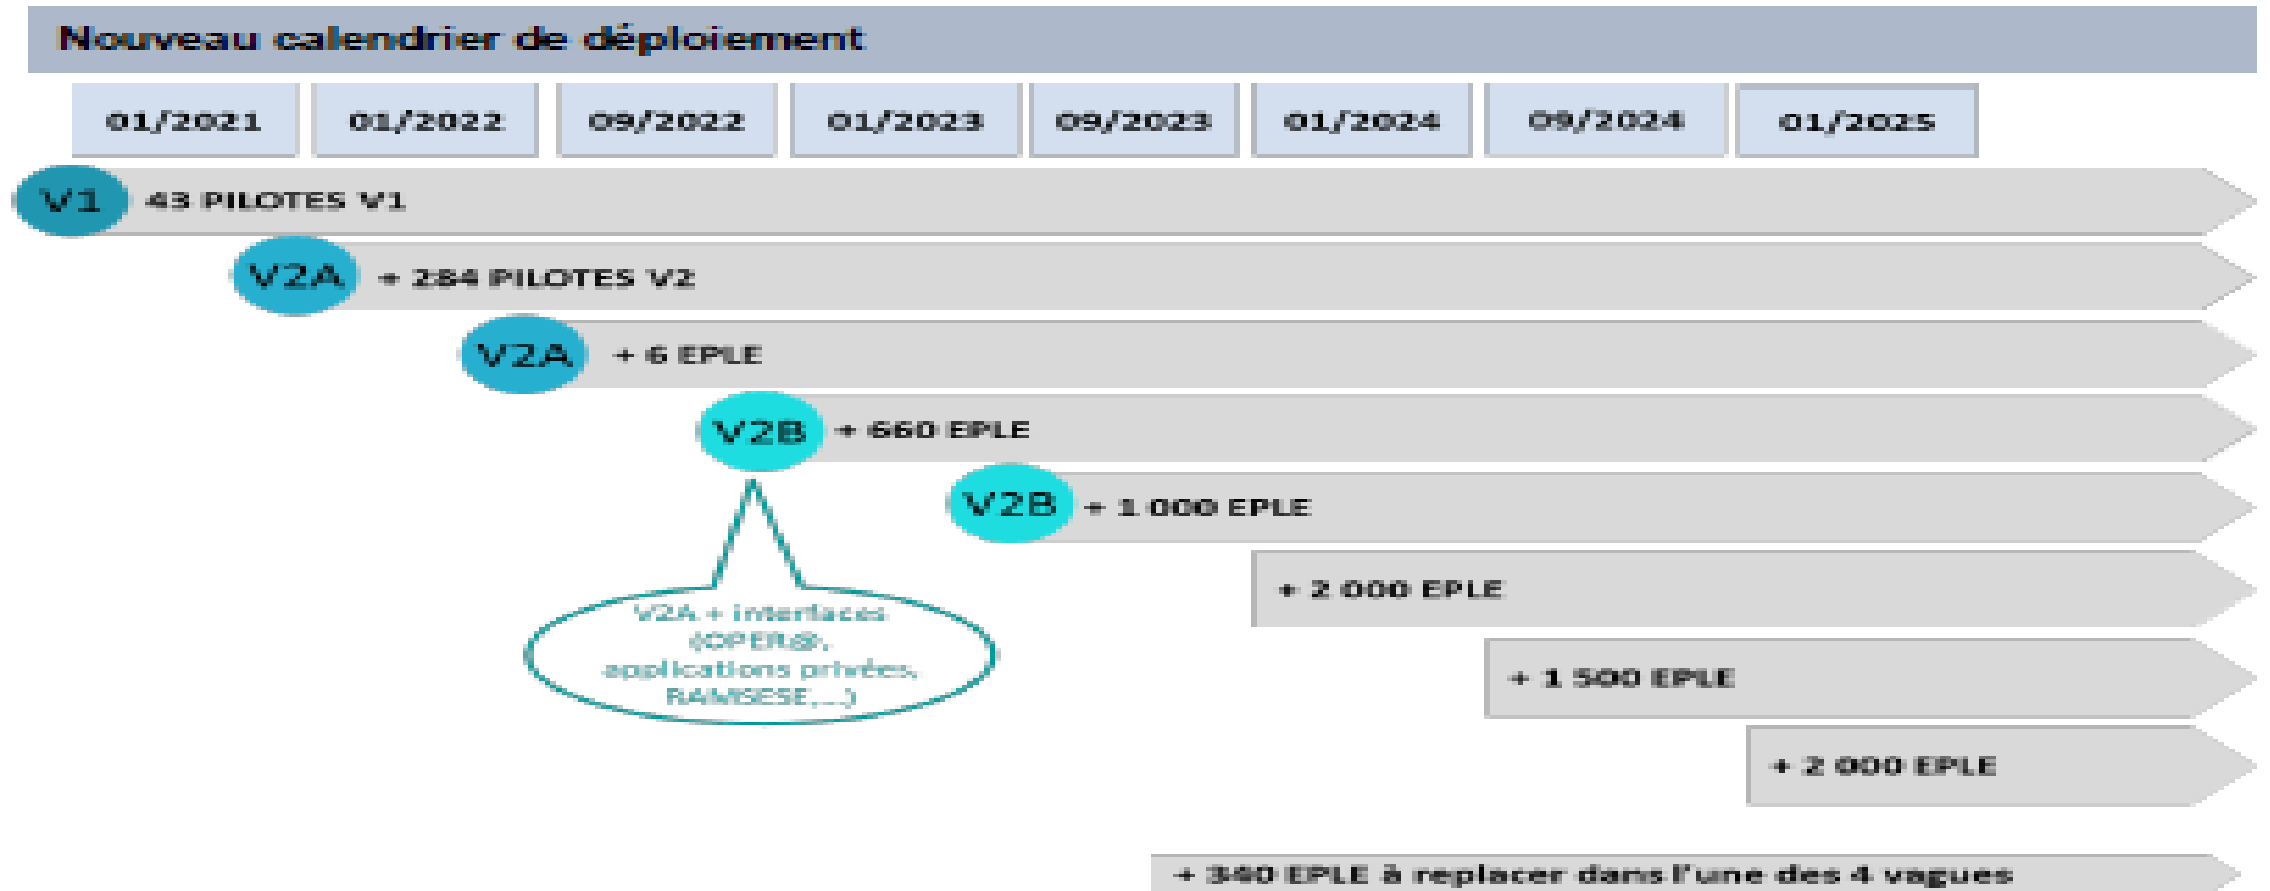 Nouveau calendrier de déploiement
01/2021 01/2022 09/2022 01/2023 09/2023 01/2024 09/2024 01/2025
V1 43 PILOTES V1
V2A + 284 PILOTES V2
V2A + 6 EPLE
V2B + 660 EPLE
V2B + 1 000 EPLE
+ 2 000 EPLE
V2A + interfaces
(OPER@,
applications privées,
RAMSESE,...)
+ 1 500 EPLE
+ 2 000 EPLE
+ 340 EPLE à replacer dans l'une des 4 vagues